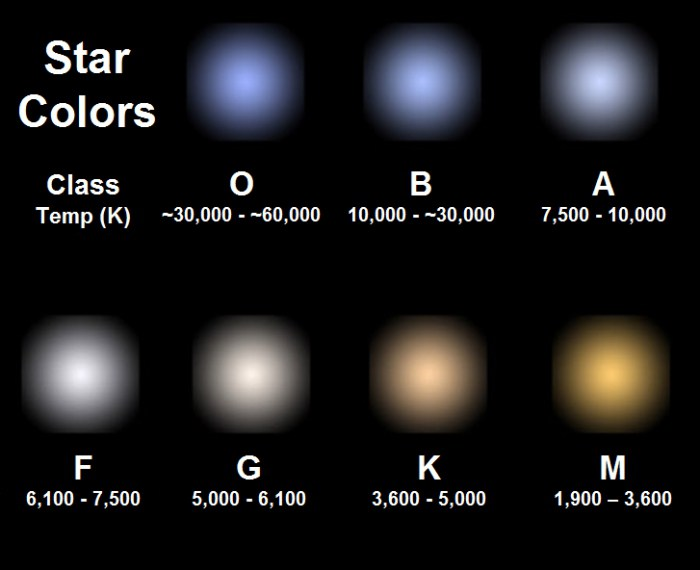 Star
Colors
Class O B A
Temp (K) ~30,000 - ~60,000 10,000 - ~30,000 7,500 - 10,000
F G K M
6,100 - 7,500 5,000 - 6,100 3,600 - 5,000 1,900 – 3,600